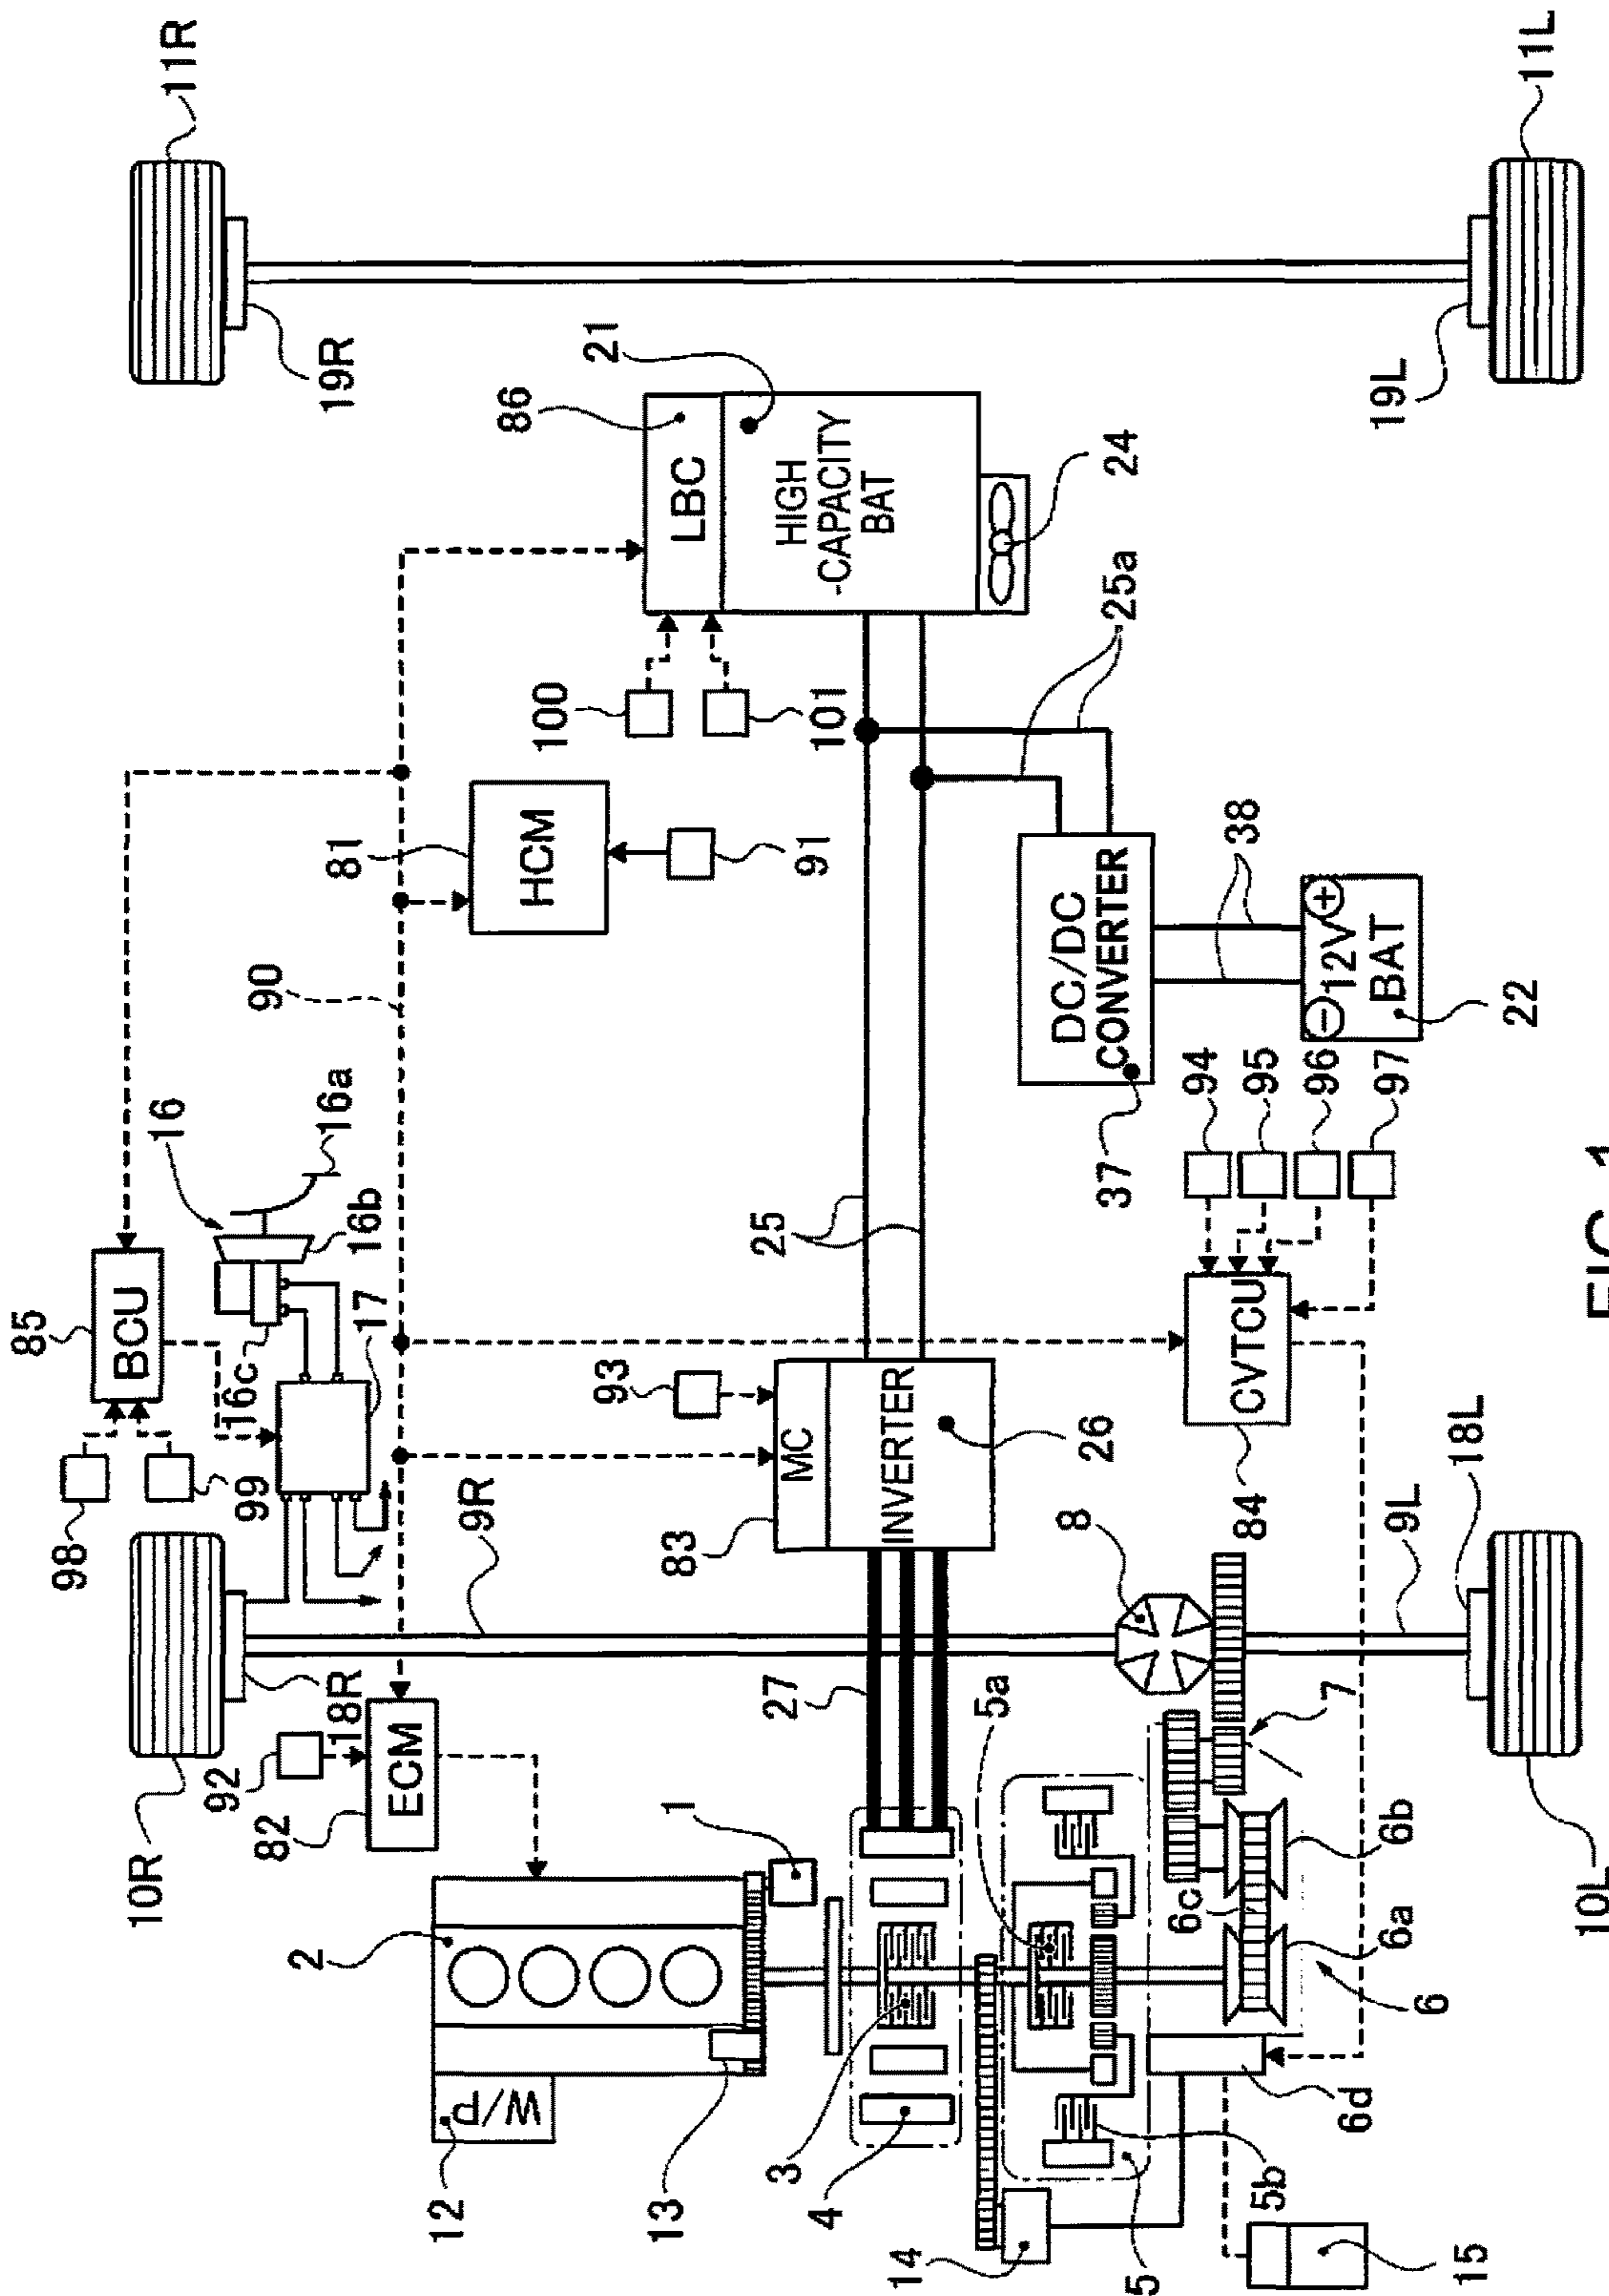 11R
11L
19R
19L
21
86
LBC
HIGH
-CAPACITY
BAT
24
100
101
25a
81
HCM
91
90
DC/DC
CONVERTER
37
38
12V
BAT
22
16
16a
16b
16c
17
85
BCU
98
99
25
94
95
96
97
93
MC
83
INVERTER
26
CVTCU
84
9R
8
9L
18L
10R
18R
92
82
ECM
27
5a
7
10L
1
2
6c
6b
6a
6
3
4
W/P
12
13
14
5
5b
6d
15
FIG. 1